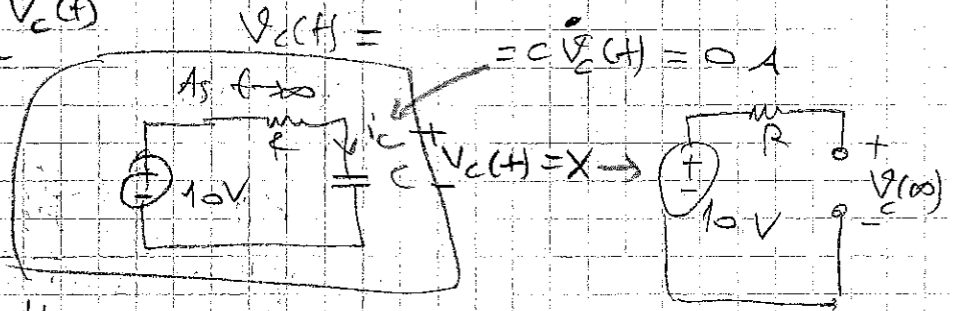 V_c(t)
V_c(t) =
= C v̇_c(t) = 0 A
As t→∞
R
i_c
+
C
-
V_c(t) = X →
+
-
10V
R
+
-
10 V
+
V_c(∞)
-